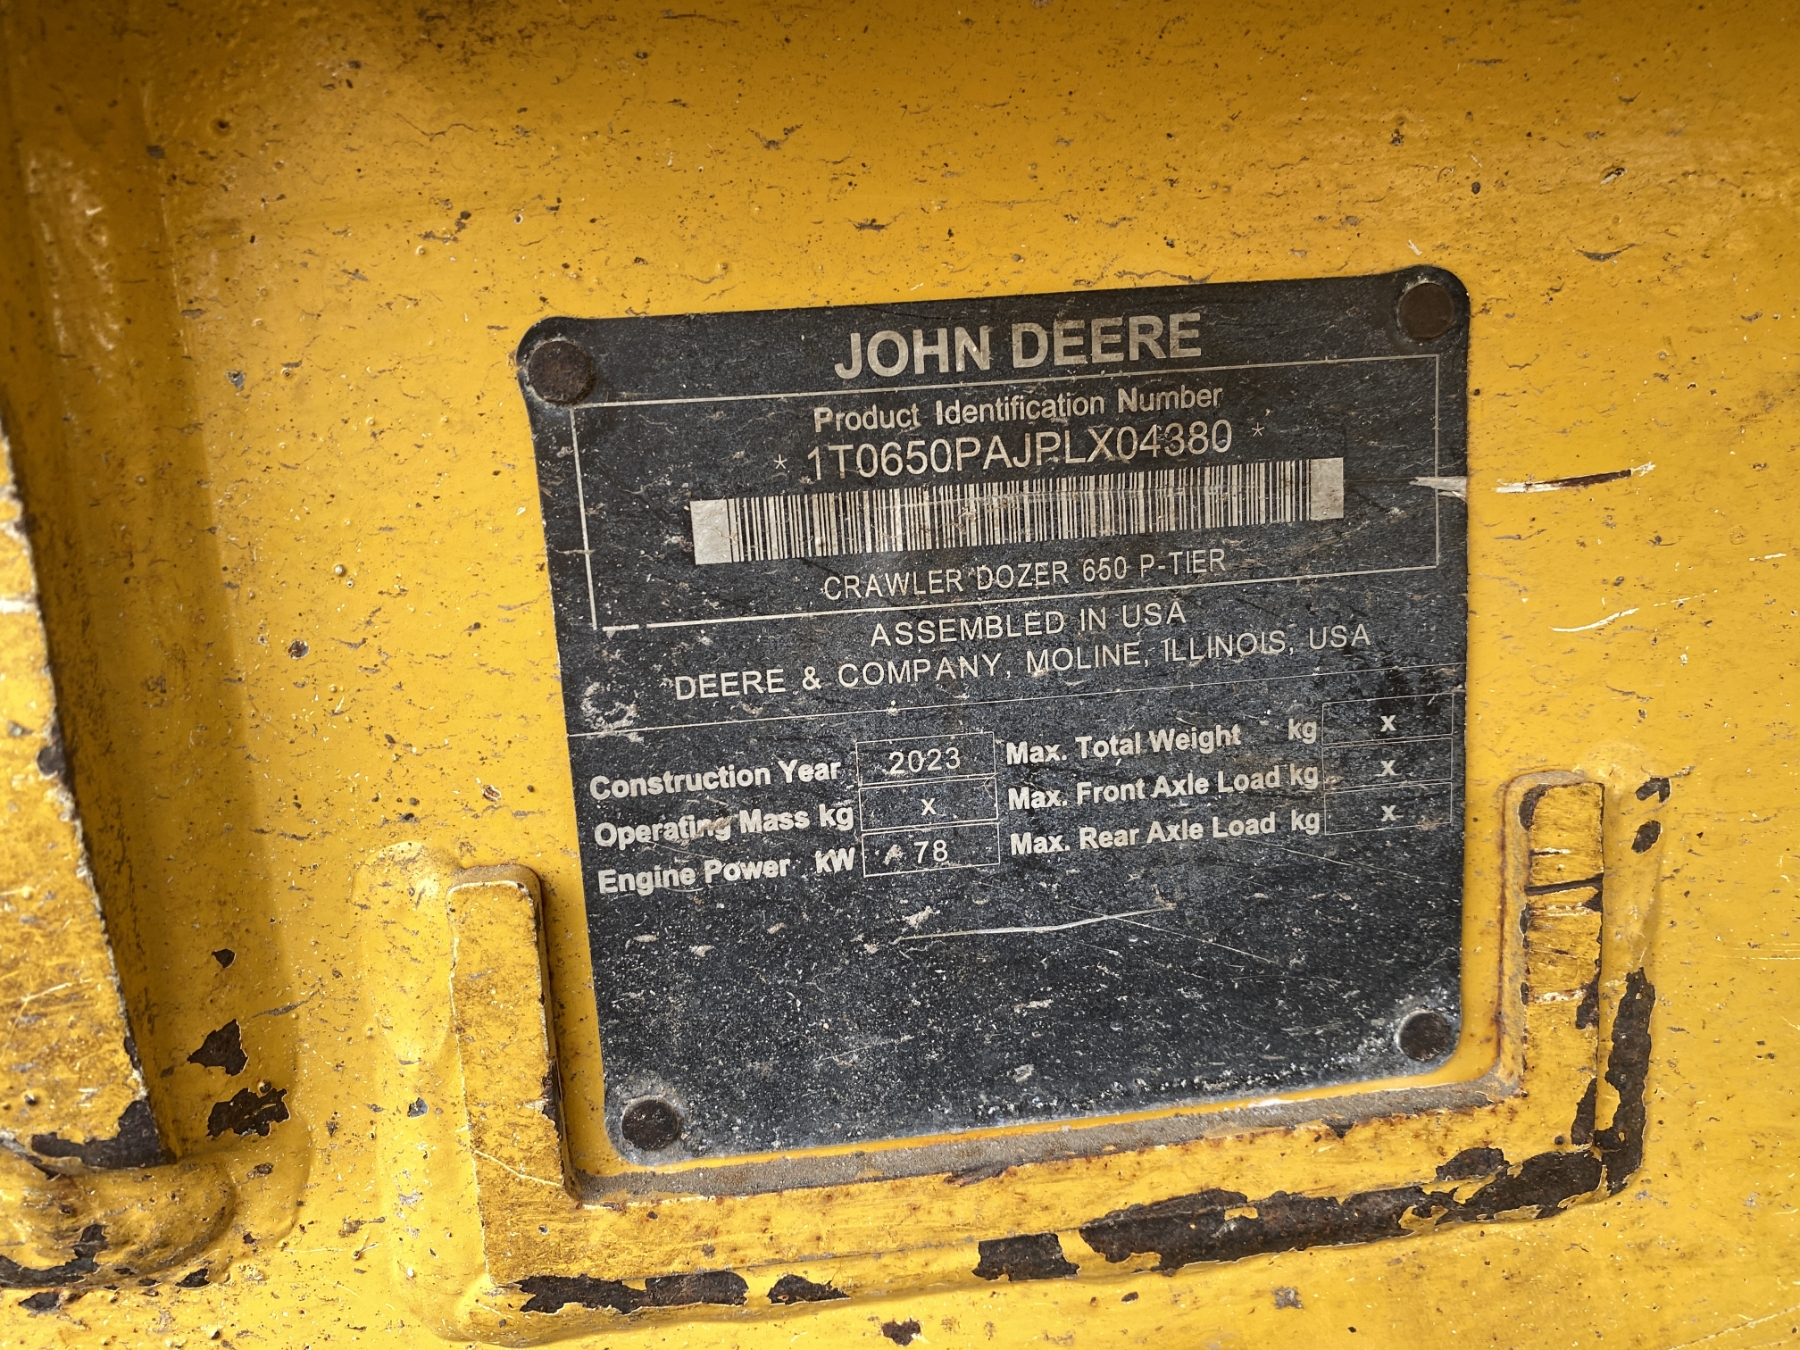 JOHN DEERE
Product Identification Number
* 1T0650PAJPLX04380 *
CRAWLER DOZER 650 P-TIER
ASSEMBLED IN USA
DEERE & COMPANY, MOLINE, ILLINOIS, USA
Construction Year 2023
Operating Mass kg x
Engine Power kW 78
Max. Total Weight kg x
Max. Front Axle Load kg x
Max. Rear Axle Load kg x